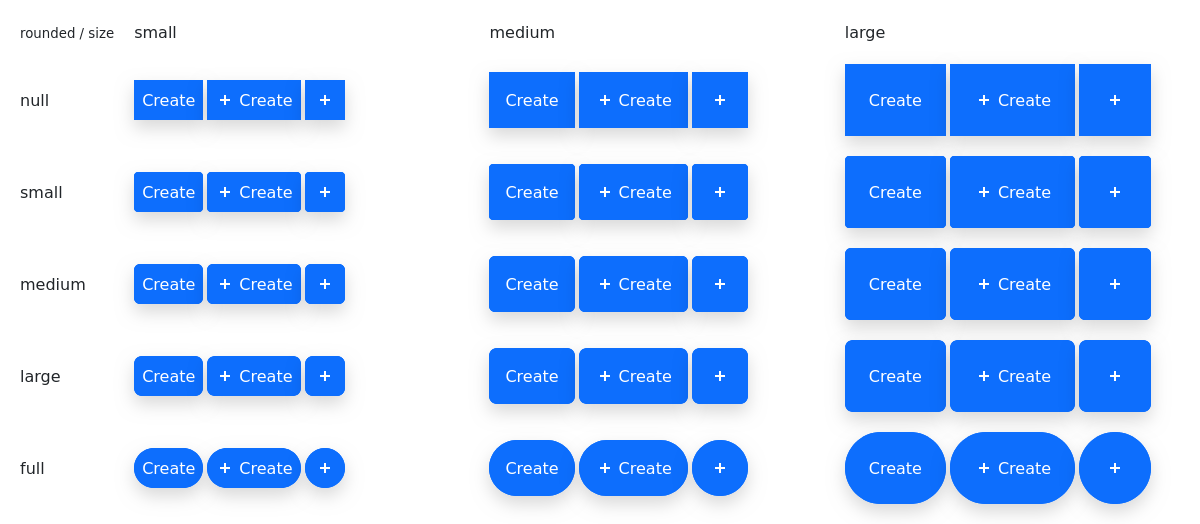 rounded / size small medium large
null Create + Create + Create + Create + Create + Create +
small Create + Create + Create + Create + Create + Create +
medium Create + Create + Create + Create + Create + Create +
large Create + Create + Create + Create + Create + Create +
full Create + Create + Create + Create + Create + Create +